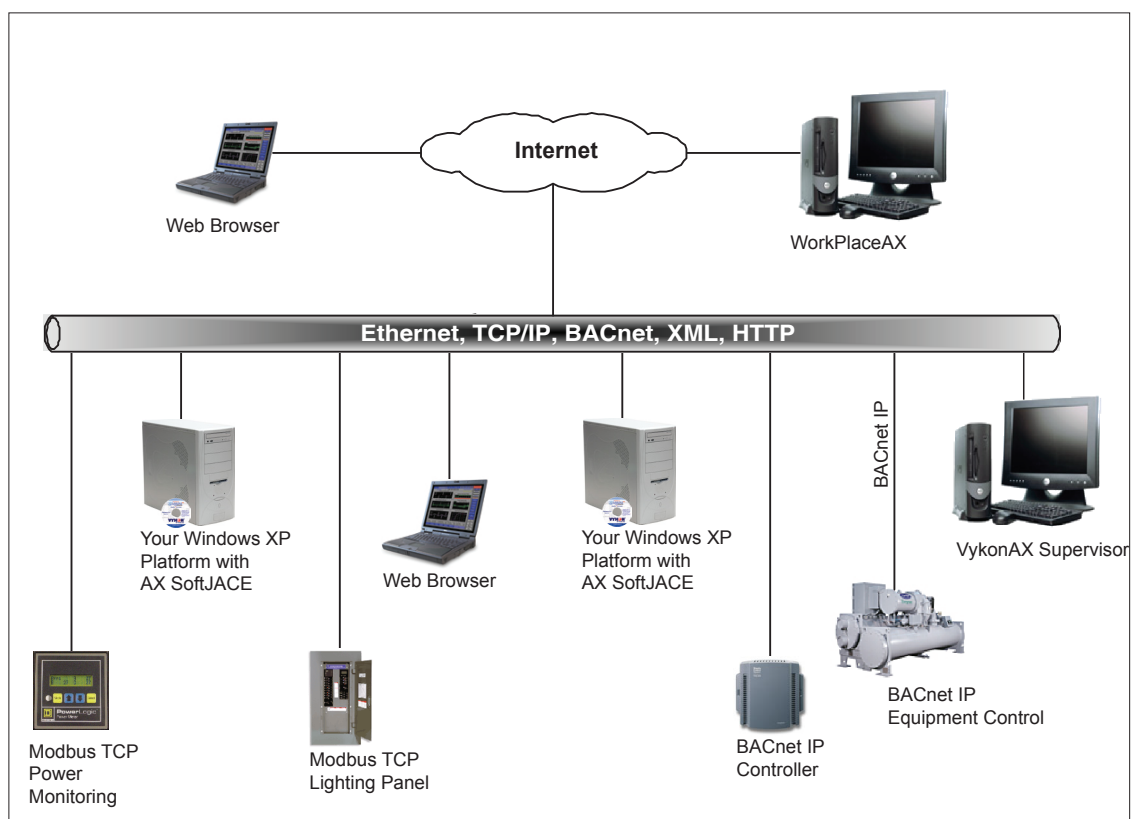 Internet
Web Browser
WorkPlaceAX
Ethernet, TCP/IP, BACnet, XML, HTTP
BACnet IP
Your Windows XP
Platform with
AX SoftJACE
Web Browser
Your Windows XP
Platform with
AX SoftJACE
VykonAX Supervisor
PowerLogic
Modbus TCP
Power
Monitoring
Modbus TCP
Lighting Panel
BACnet IP
Controller
BACnet IP
Equipment Control